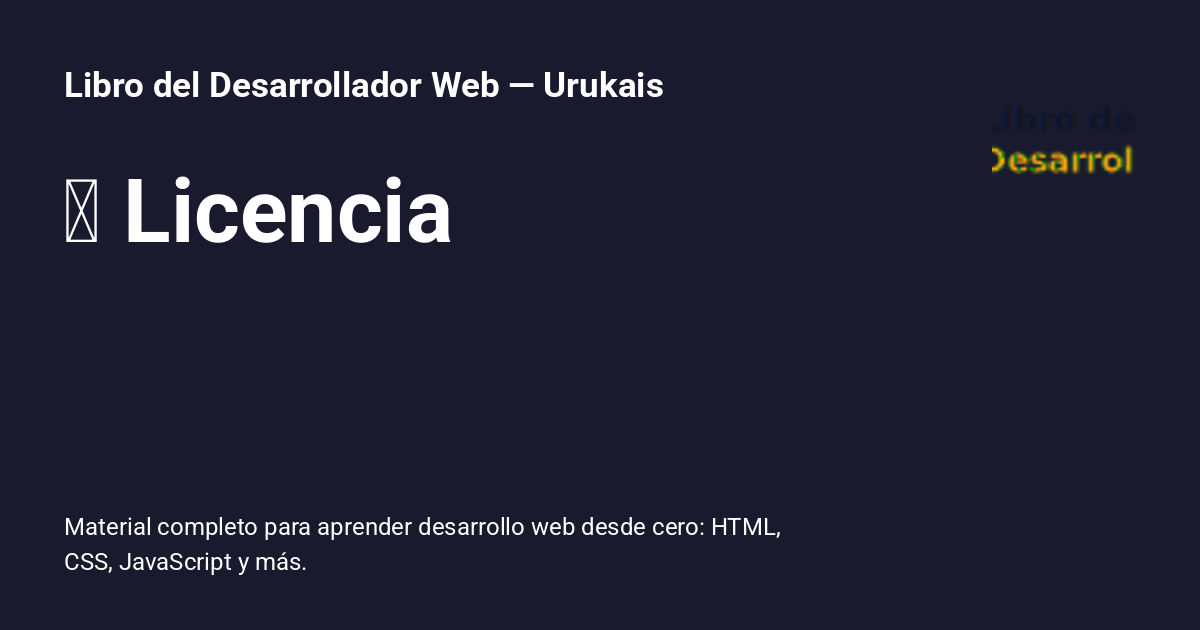 Libro del Desarrollador Web — Urukais
Libro de
Desarrol
Licencia
Material completo para aprender desarrollo web desde cero: HTML,
CSS, JavaScript y más.